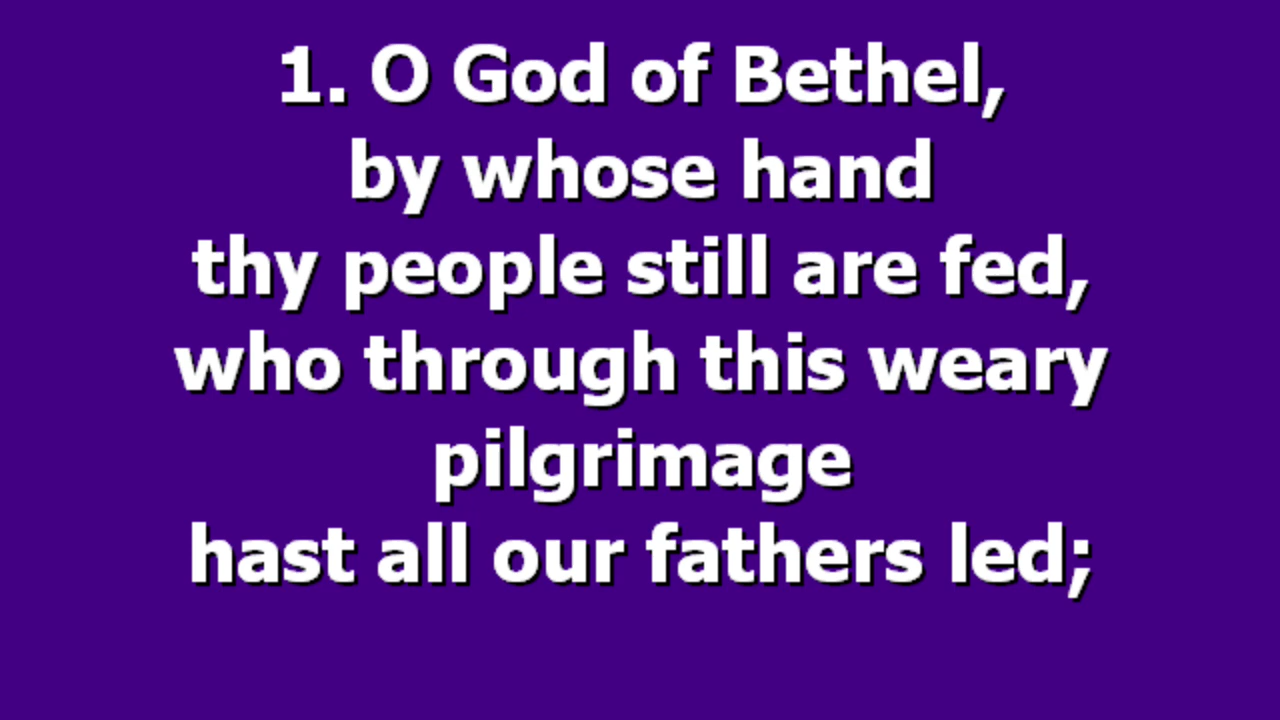 1. O God of Bethel,
by whose hand
thy people still are fed,
who through this weary
pilgrimage
hast all our fathers led;